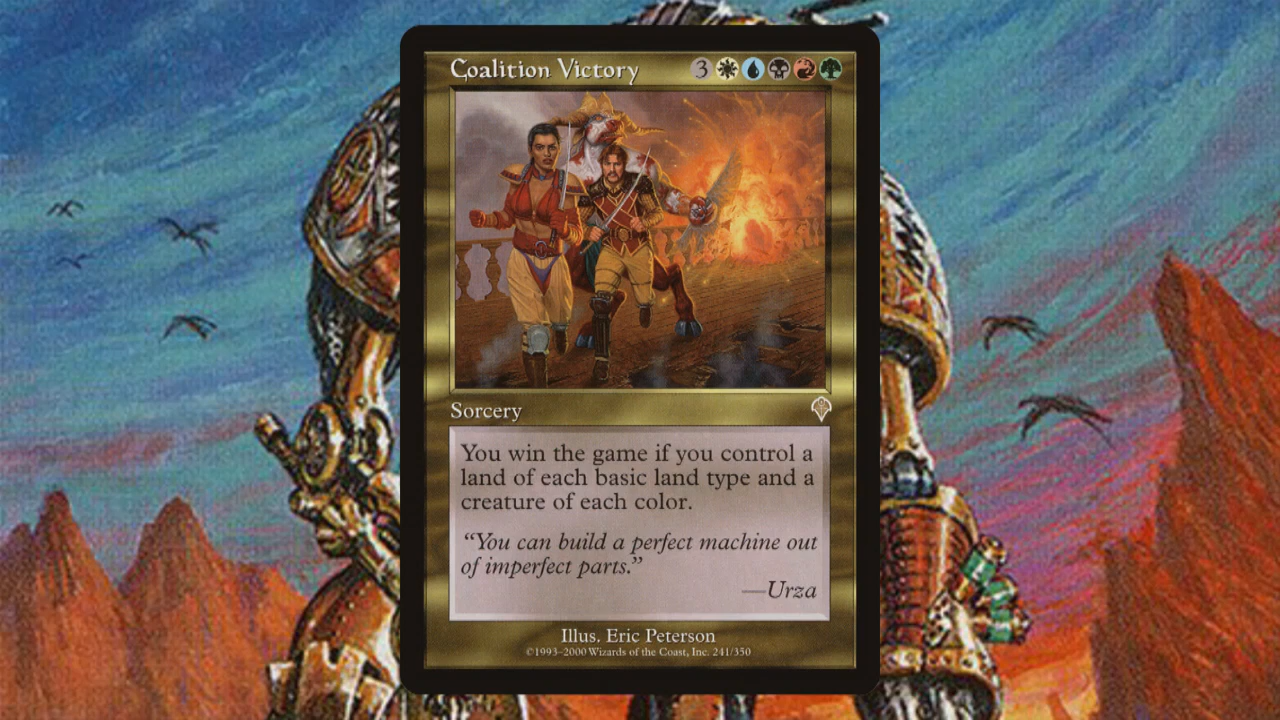 Coalition Victory 3
Sorcery
You win the game if you control a
land of each basic land type and a
creature of each color.
“You can build a perfect machine out
of imperfect parts.”
—Urza
Illus. Eric Peterson
©1993–2000 Wizards of the Coast, Inc. 241/350